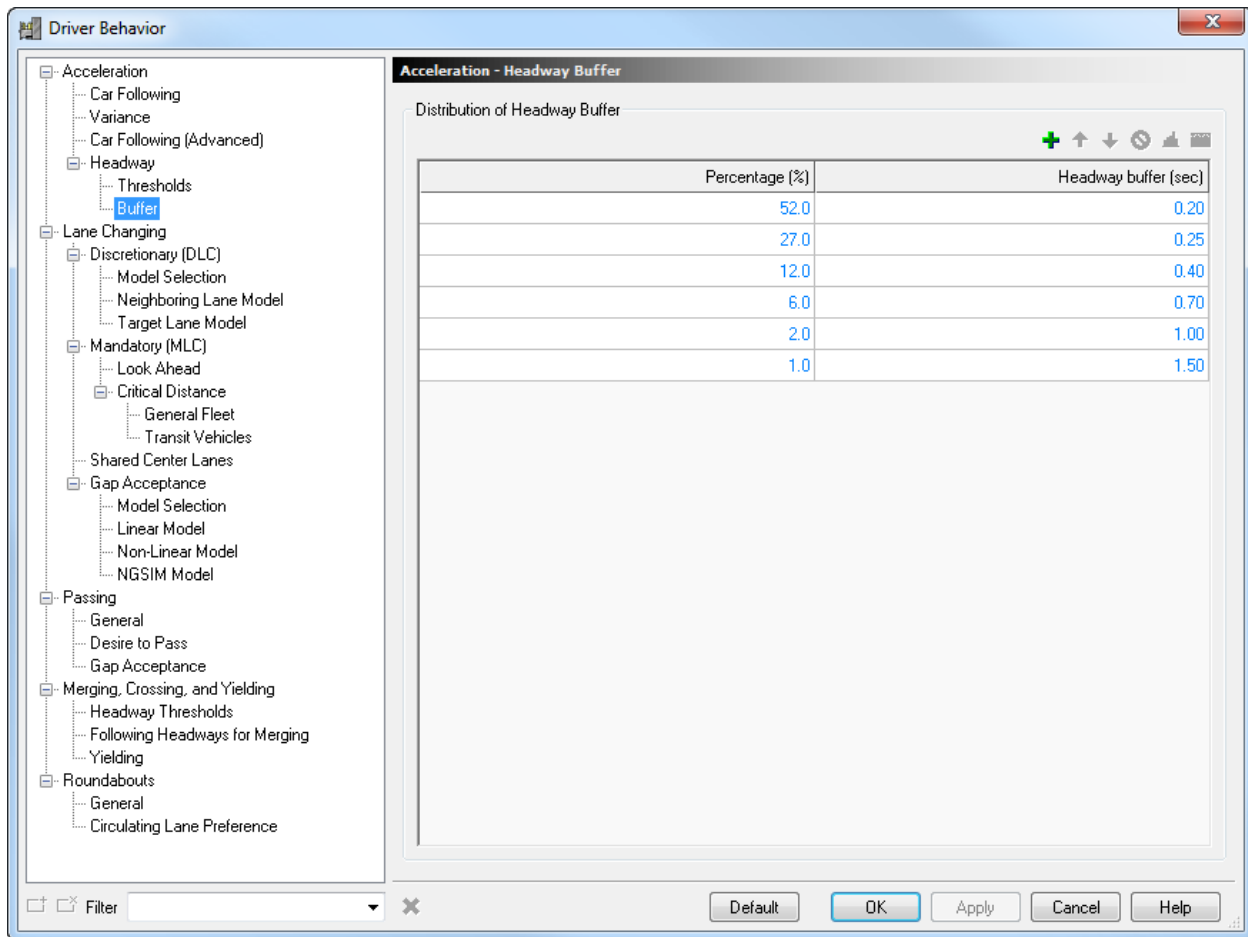 Driver Behavior
Acceleration
Car Following
Variance
Car Following (Advanced)
Headway
Thresholds
Buffer
Lane Changing
Discretionary (DLC)
Model Selection
Neighboring Lane Model
Target Lane Model
Mandatory (MLC)
Look Ahead
Critical Distance
General Fleet
Transit Vehicles
Shared Center Lanes
Gap Acceptance
Model Selection
Linear Model
Non-Linear Model
NGSIM Model
Passing
General
Desire to Pass
Gap Acceptance
Merging, Crossing, and Yielding
Headway Thresholds
Following Headways for Merging
Yielding
Roundabouts
General
Circulating Lane Preference
Filter
Acceleration - Headway Buffer
Distribution of Headway Buffer
Percentage (%) Headway buffer (sec)
52.0 0.20
27.0 0.25
12.0 0.40
6.0 0.70
2.0 1.00
1.0 1.50
Default OK Apply Cancel Help